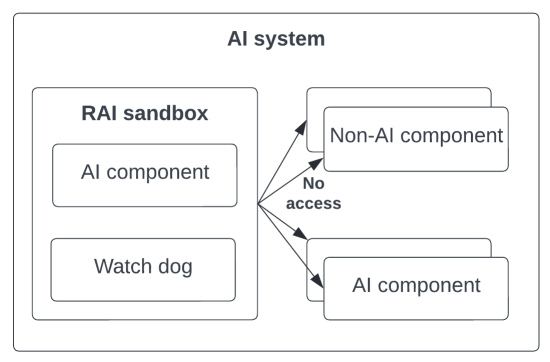 AI system
RAI sandbox
AI component
Watch dog
Non-AI component
No
access
AI component